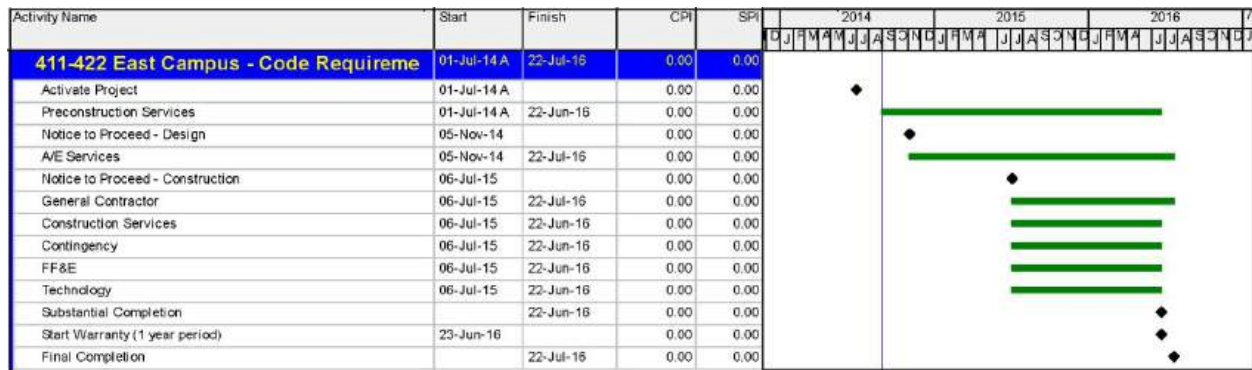 Activity Name Start Finish CPI SPI 2014 2015 2016
D J F M A M J J A S O N D J F M A J J A S O N D J F M A J J A S O N D J
411-422 East Campus - Code Requireme 01-Jul-14 A 22-Jul-16 0.00 0.00
Activate Project 01-Jul-14 A 0.00 0.00
Preconstruction Services 01-Jul-14 A 22-Jun-16 0.00 0.00
Notice to Proceed - Design 05-Nov-14 0.00 0.00
A/E Services 05-Nov-14 22-Jul-16 0.00 0.00
Notice to Proceed - Construction 06-Jul-15 0.00 0.00
General Contractor 06-Jul-15 22-Jul-16 0.00 0.00
Construction Services 06-Jul-15 22-Jun-16 0.00 0.00
Contingency 06-Jul-15 22-Jun-16 0.00 0.00
FF&E 06-Jul-15 22-Jun-16 0.00 0.00
Technology 06-Jul-15 22-Jun-16 0.00 0.00
Substantial Completion 22-Jun-16 0.00 0.00
Start Warranty (1 year period) 23-Jun-16 0.00 0.00
Final Completion 22-Jul-16 0.00 0.00